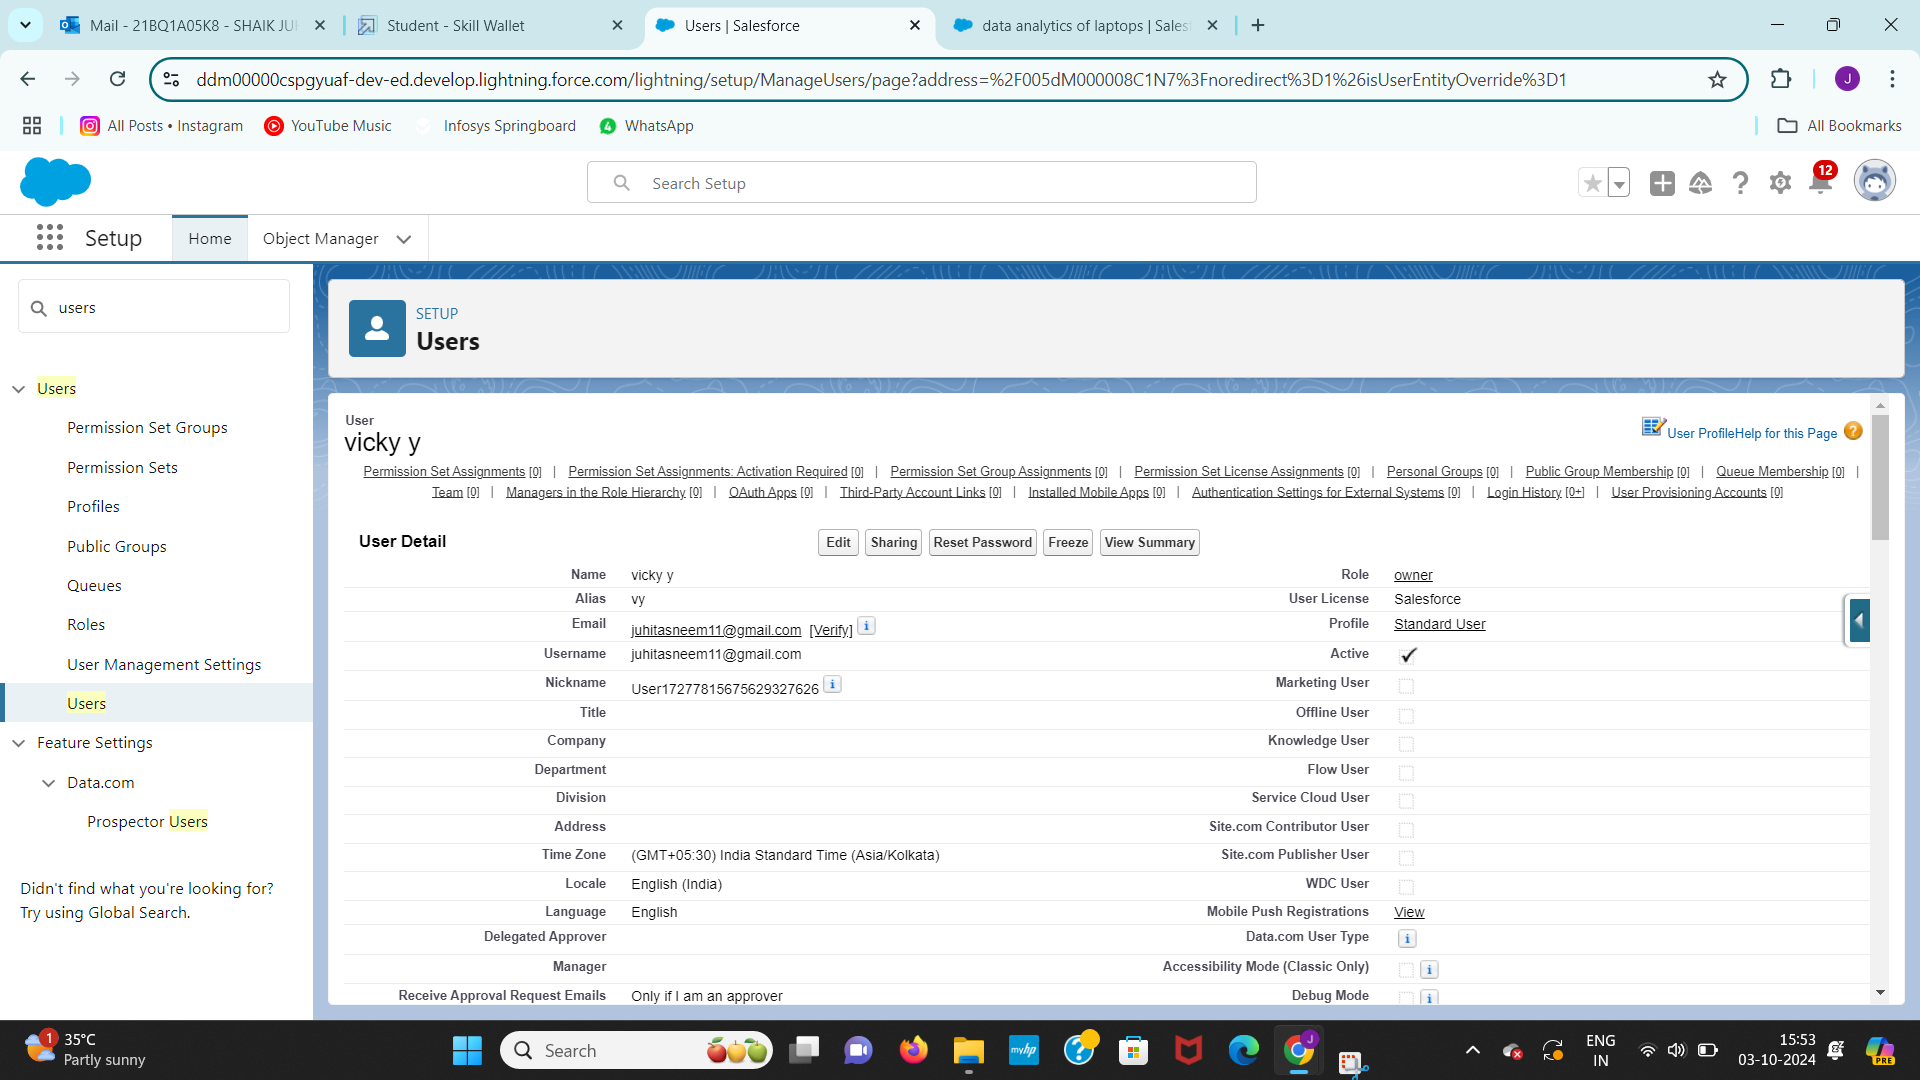 Mail - 21BQ1A05K8 - SHAIK JU
Student - Skill Wallet
Users | Salesforce
data analytics of laptops | Sales
ddm00000cspgyuaf-dev-ed.develop.lightning.force.com/lightning/setup/ManageUsers/page?address=%2F005dM000008C1N7%3Fnoredirect%3D1%26isUserEntityOverride%3D1
J
All Posts • Instagram
YouTube Music
Infosys Springboard
4
WhatsApp
All Bookmarks
Search Setup
12
Setup
Home
Object Manager
users
Users
Permission Set Groups
Permission Sets
Profiles
Public Groups
Queues
Roles
User Management Settings
Users
Feature Settings
Data.com
Prospector Users
Didn't find what you're looking for?
Try using Global Search.
SETUP
Users
User
vicky y
User Profile Help for this Page ?
Permission Set Assignments [0] | Permission Set Assignments: Activation Required [0] | Permission Set Group Assignments [0] | Permission Set License Assignments [0] | Personal Groups [0] | Public Group Membership [0] | Queue Membership [0] |
Team [0] | Managers in the Role Hierarchy [0] | OAuth Apps [0] | Third-Party Account Links [0] | Installed Mobile Apps [0] | Authentication Settings for External Systems [0] | Login History [0+] | User Provisioning Accounts [0]
User Detail
Edit Sharing Reset Password Freeze View Summary
Name vicky y Role owner
Alias vy User License Salesforce
Email juhitasneem11@gmail.com [Verify] i Profile Standard User
Username juhitasneem11@gmail.com Active
Nickname User17277815675629327626 i Marketing User
Title Offline User
Company Knowledge User
Department Flow User
Division Service Cloud User
Address Site.com Contributor User
Time Zone (GMT+05:30) India Standard Time (Asia/Kolkata) Site.com Publisher User
Locale English (India) WDC User
Language English Mobile Push Registrations View
Delegated Approver Data.com User Type i
Manager Accessibility Mode (Classic Only) i
Receive Approval Request Emails Only if I am an approver Debug Mode i
1
35°C
Partly sunny
Search
myhp
?
J
ENG
IN
15:53
03-10-2024
PRE